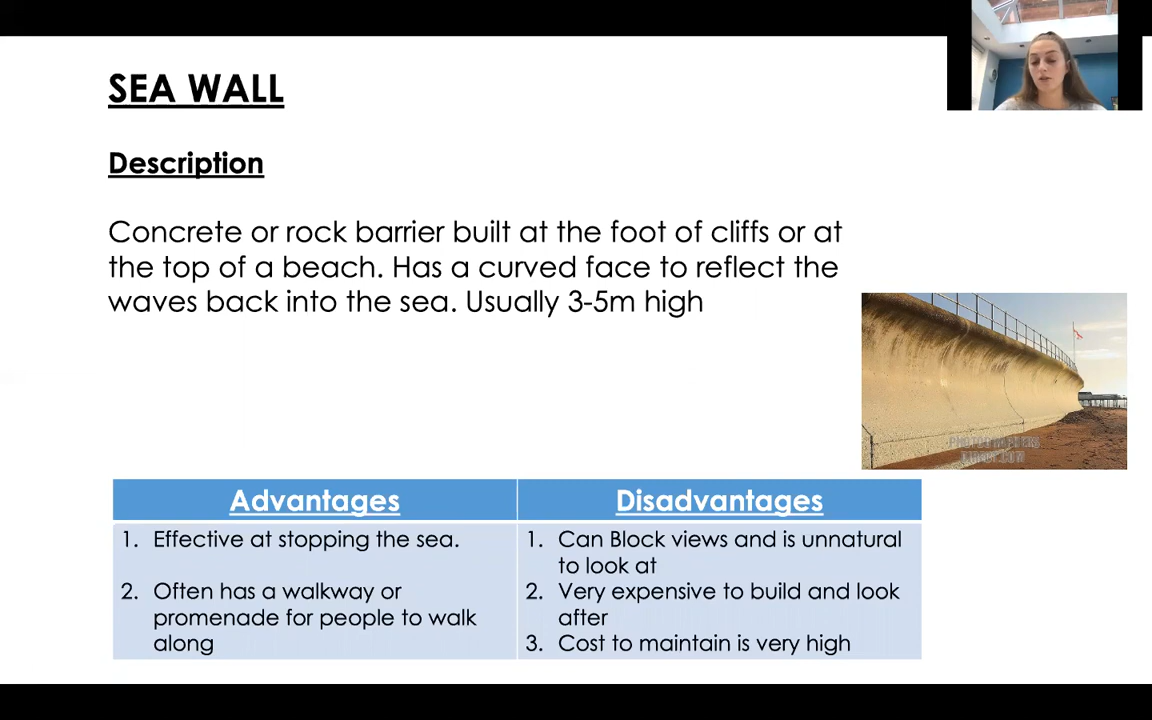 SEA WALL
Description
Concrete or rock barrier built at the foot of cliffs or at
the top of a beach. Has a curved face to reflect the
waves back into the sea. Usually 3-5m high
PHOTOGRAPHERS
DIRECT.COM
Advantages
Disadvantages
1. Effective at stopping the sea.
2. Often has a walkway or
promenade for people to walk
along
1. Can Block views and is unnatural
to look at
2. Very expensive to build and look
after
3. Cost to maintain is very high